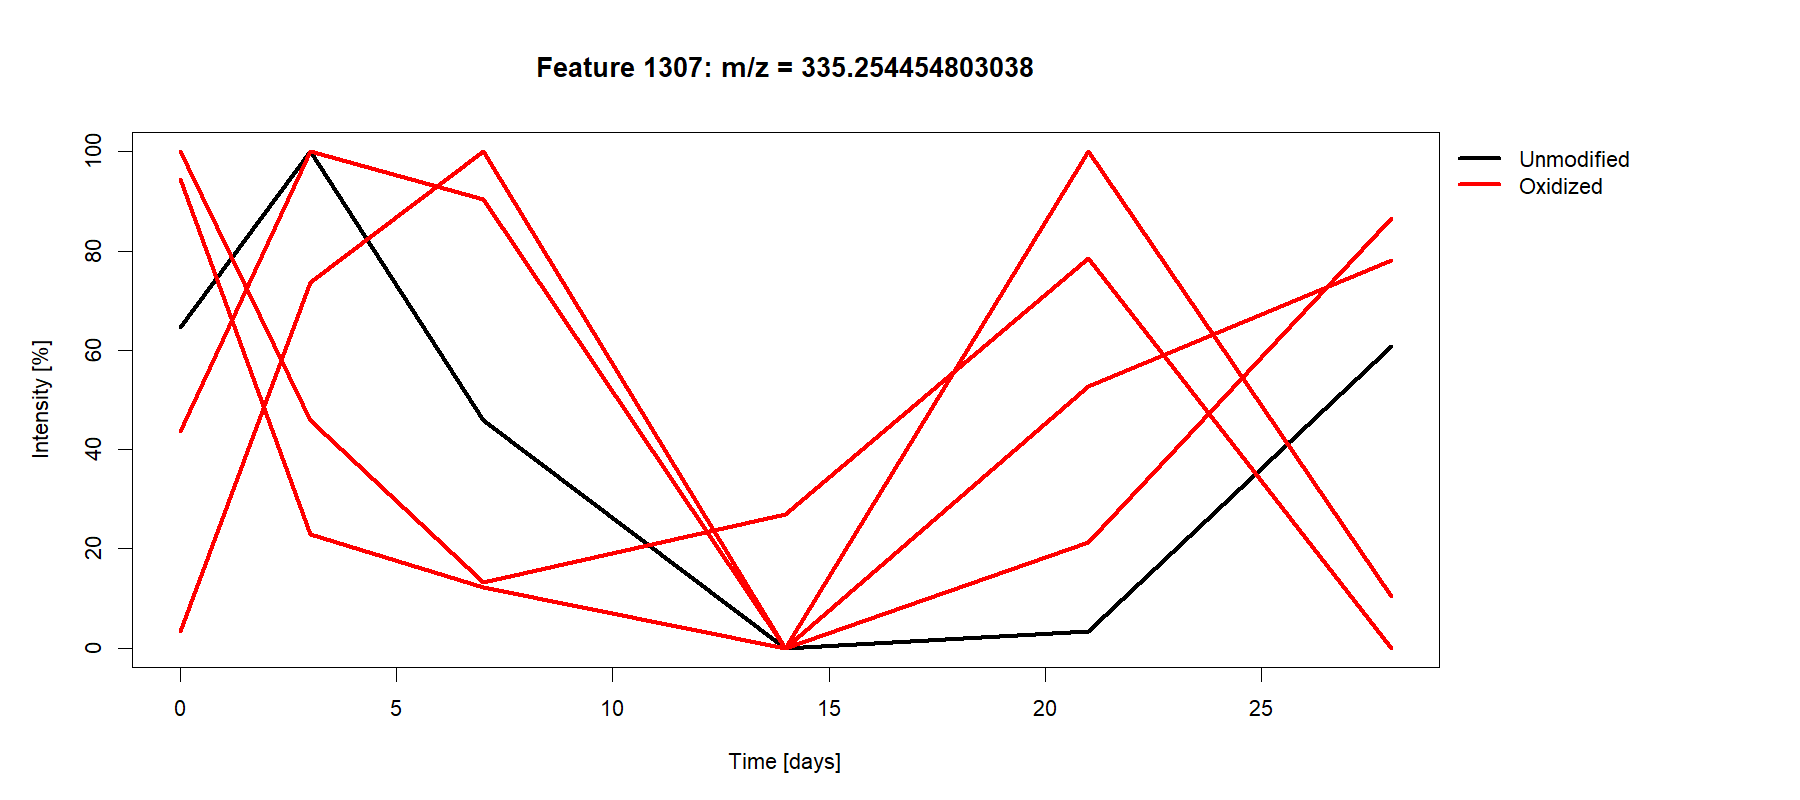 Feature 1307: m/z = 335.254454803038
Unmodified
Oxidized
Intensity [%]
100
80
60
40
20
0
0 5 10 15 20 25
Time [days]